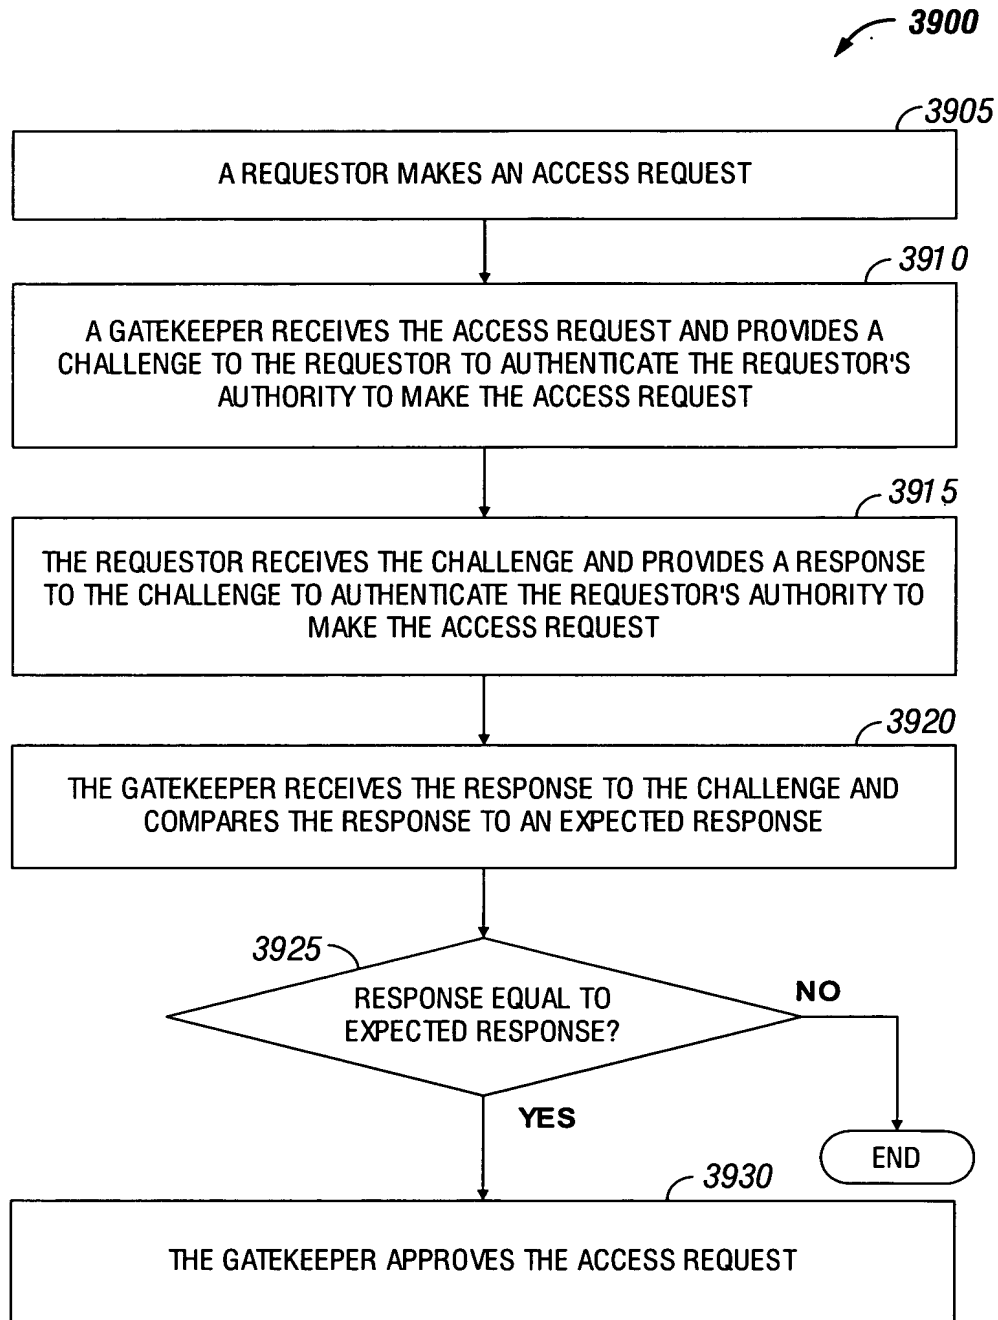 3900
3905
A REQUESTOR MAKES AN ACCESS REQUEST
3910
A GATEKEEPER RECEIVES THE ACCESS REQUEST AND PROVIDES A
CHALLENGE TO THE REQUESTOR TO AUTHENTICATE THE REQUESTOR'S
AUTHORITY TO MAKE THE ACCESS REQUEST
3915
THE REQUESTOR RECEIVES THE CHALLENGE AND PROVIDES A RESPONSE
TO THE CHALLENGE TO AUTHENTICATE THE REQUESTOR'S AUTHORITY TO
MAKE THE ACCESS REQUEST
3920
THE GATEKEEPER RECEIVES THE RESPONSE TO THE CHALLENGE AND
COMPARES THE RESPONSE TO AN EXPECTED RESPONSE
3925
RESPONSE EQUAL TO
EXPECTED RESPONSE?
NO
YES
END
3930
THE GATEKEEPER APPROVES THE ACCESS REQUEST